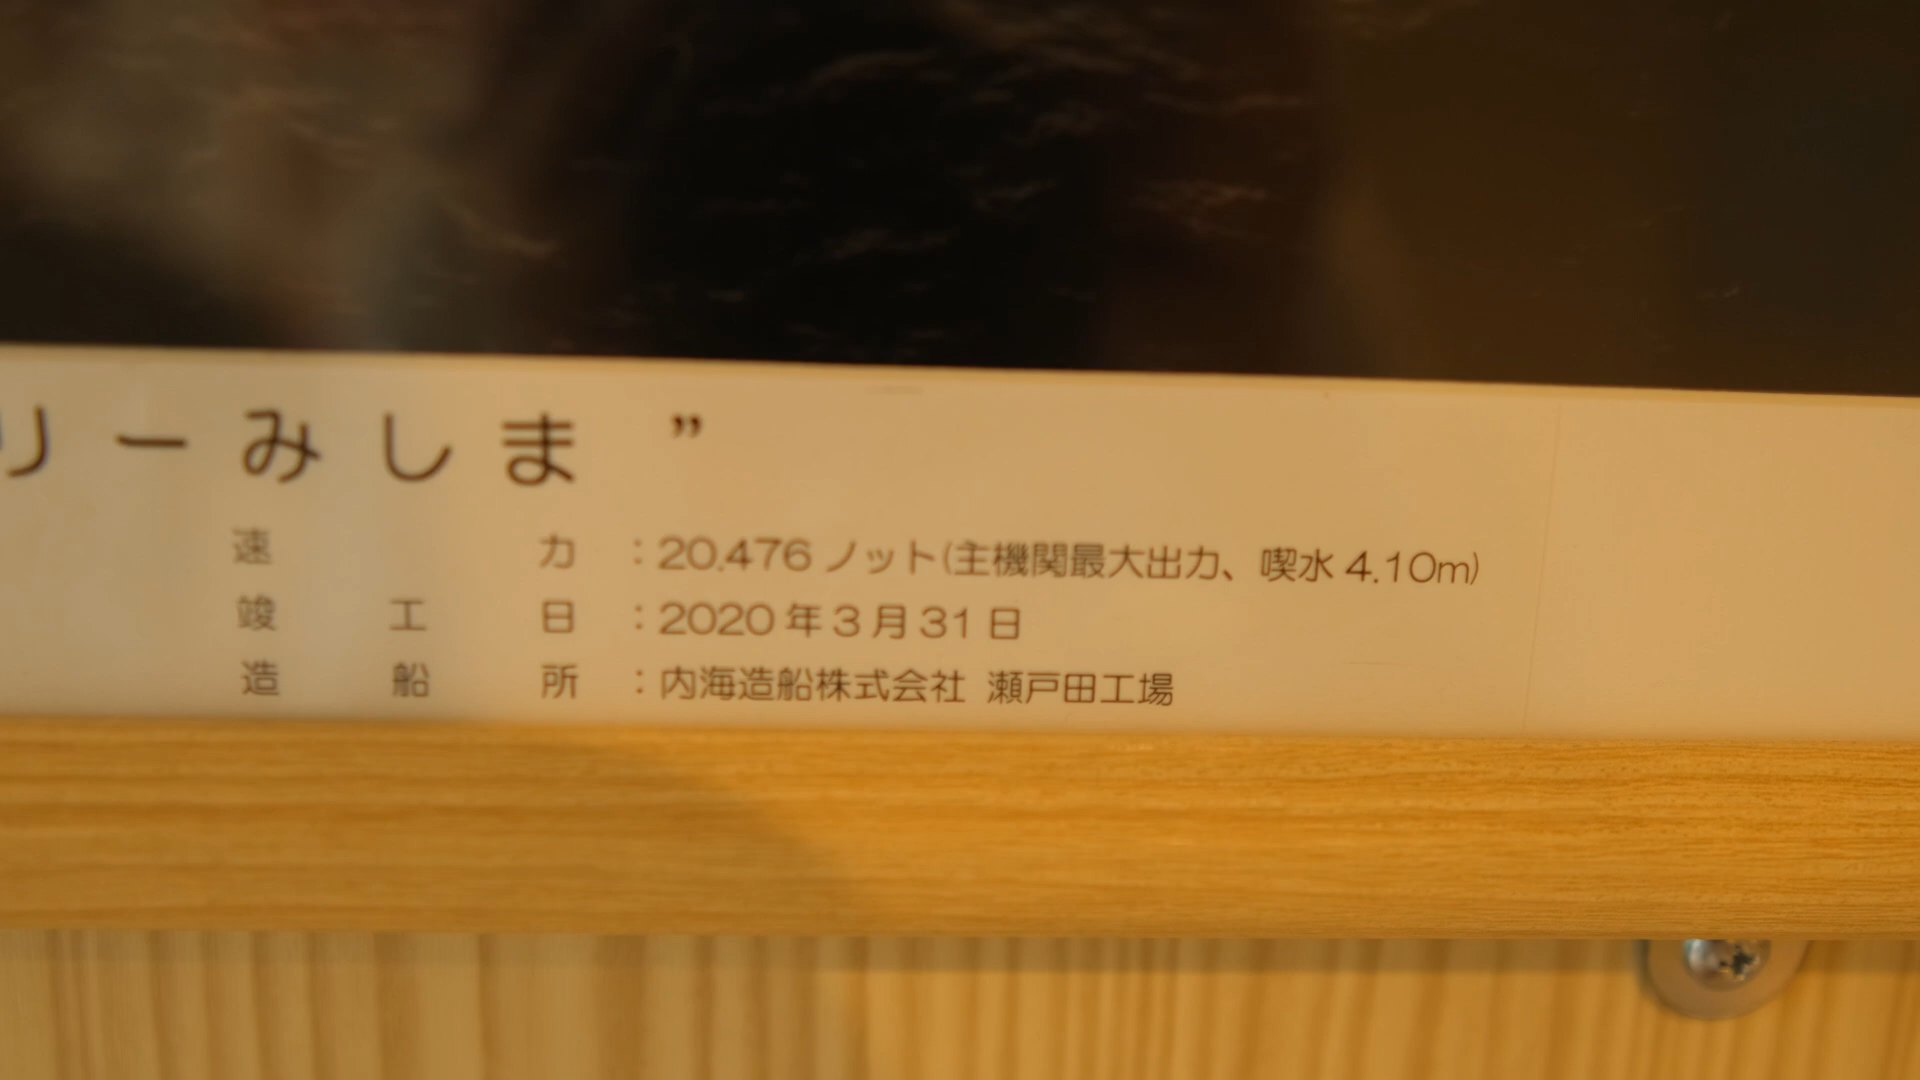 リーみしま ”
速力：20.476 ノット(主機関最大出力、喫水 4.10m)
竣工日：2020 年 3 月 31 日
造船所：内海造船株式会社 瀬戸田工場